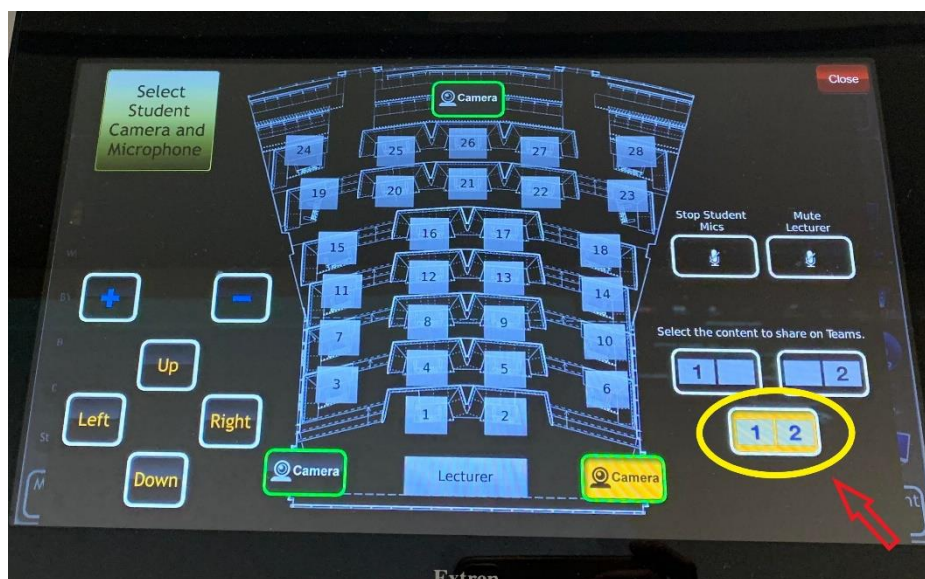 Close
Select
Student
Camera and
Microphone
Camera
24 25 26 27 28
19 20 21 22 23
15 16 17 18
11 12 13 14
7 8 9 10
3 4 5 6
1 2
Camera
Lecturer
Camera
+ -
Up
Left Right
Down
Stop Student Mics
Mute Lecturer
Select the content to share on Teams.
1
2
1 2
Extron